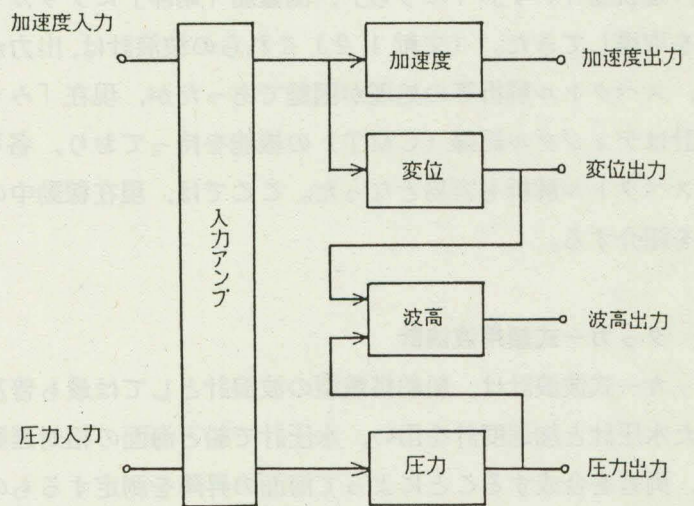 加速度入力
加速度
加速度出力
変位
変位出力
入力アンプ
波高
波高出力
圧力入力
圧力
圧力出力